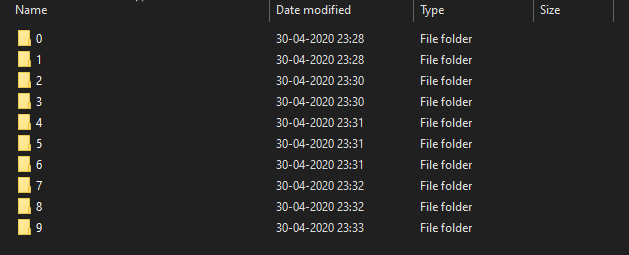 Name Date modified Type Size
0 30-04-2020 23:28 File folder
1 30-04-2020 23:28 File folder
2 30-04-2020 23:30 File folder
3 30-04-2020 23:30 File folder
4 30-04-2020 23:31 File folder
5 30-04-2020 23:31 File folder
6 30-04-2020 23:31 File folder
7 30-04-2020 23:32 File folder
8 30-04-2020 23:32 File folder
9 30-04-2020 23:33 File folder